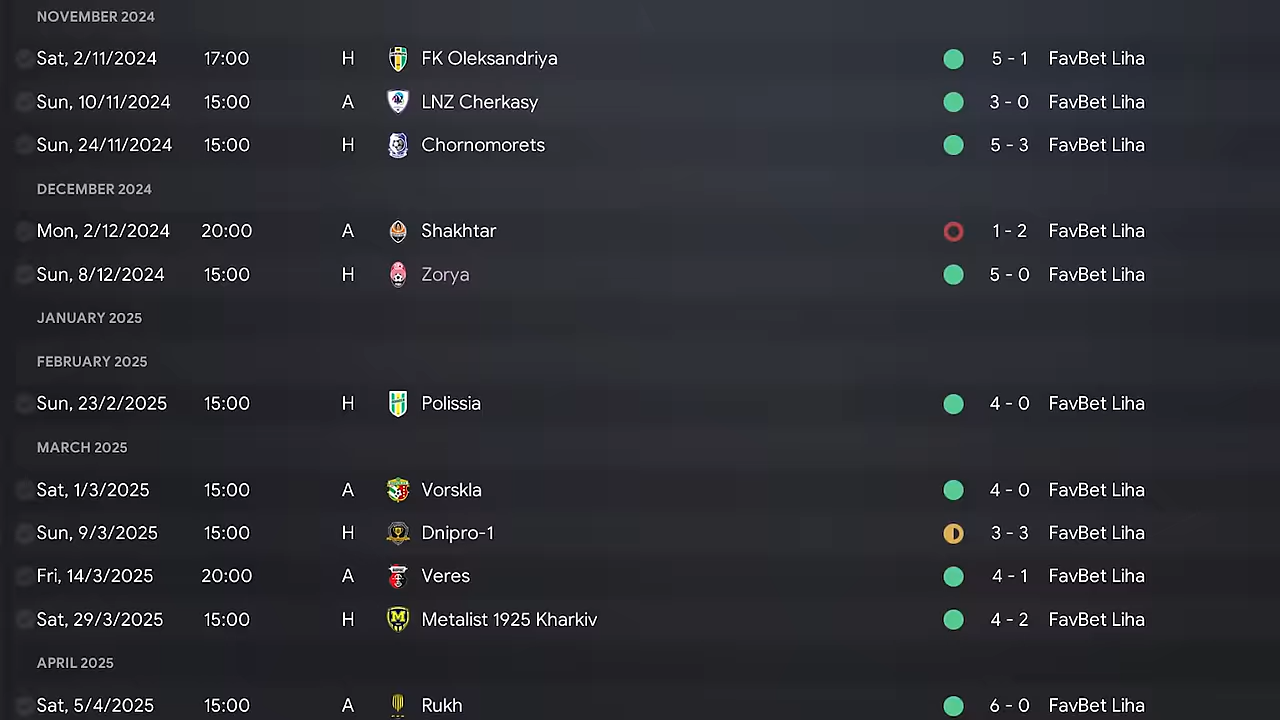 NOVEMBER 2024
Sat, 2/11/2024 17:00 H FK Oleksandriya 5 - 1 FavBet Liha
Sun, 10/11/2024 15:00 A LNZ Cherkasy 3 - 0 FavBet Liha
Sun, 24/11/2024 15:00 H Chornomorets 5 - 3 FavBet Liha
DECEMBER 2024
Mon, 2/12/2024 20:00 A Shakhtar 1 - 2 FavBet Liha
Sun, 8/12/2024 15:00 H Zorya 5 - 0 FavBet Liha
JANUARY 2025
FEBRUARY 2025
Sun, 23/2/2025 15:00 H Polissia 4 - 0 FavBet Liha
MARCH 2025
Sat, 1/3/2025 15:00 A Vorskla 4 - 0 FavBet Liha
Sun, 9/3/2025 15:00 H Dnipro-1 3 - 3 FavBet Liha
Fri, 14/3/2025 20:00 A Veres 4 - 1 FavBet Liha
Sat, 29/3/2025 15:00 H Metalist 1925 Kharkiv 4 - 2 FavBet Liha
APRIL 2025
Sat, 5/4/2025 15:00 A Rukh 6 - 0 FavBet Liha